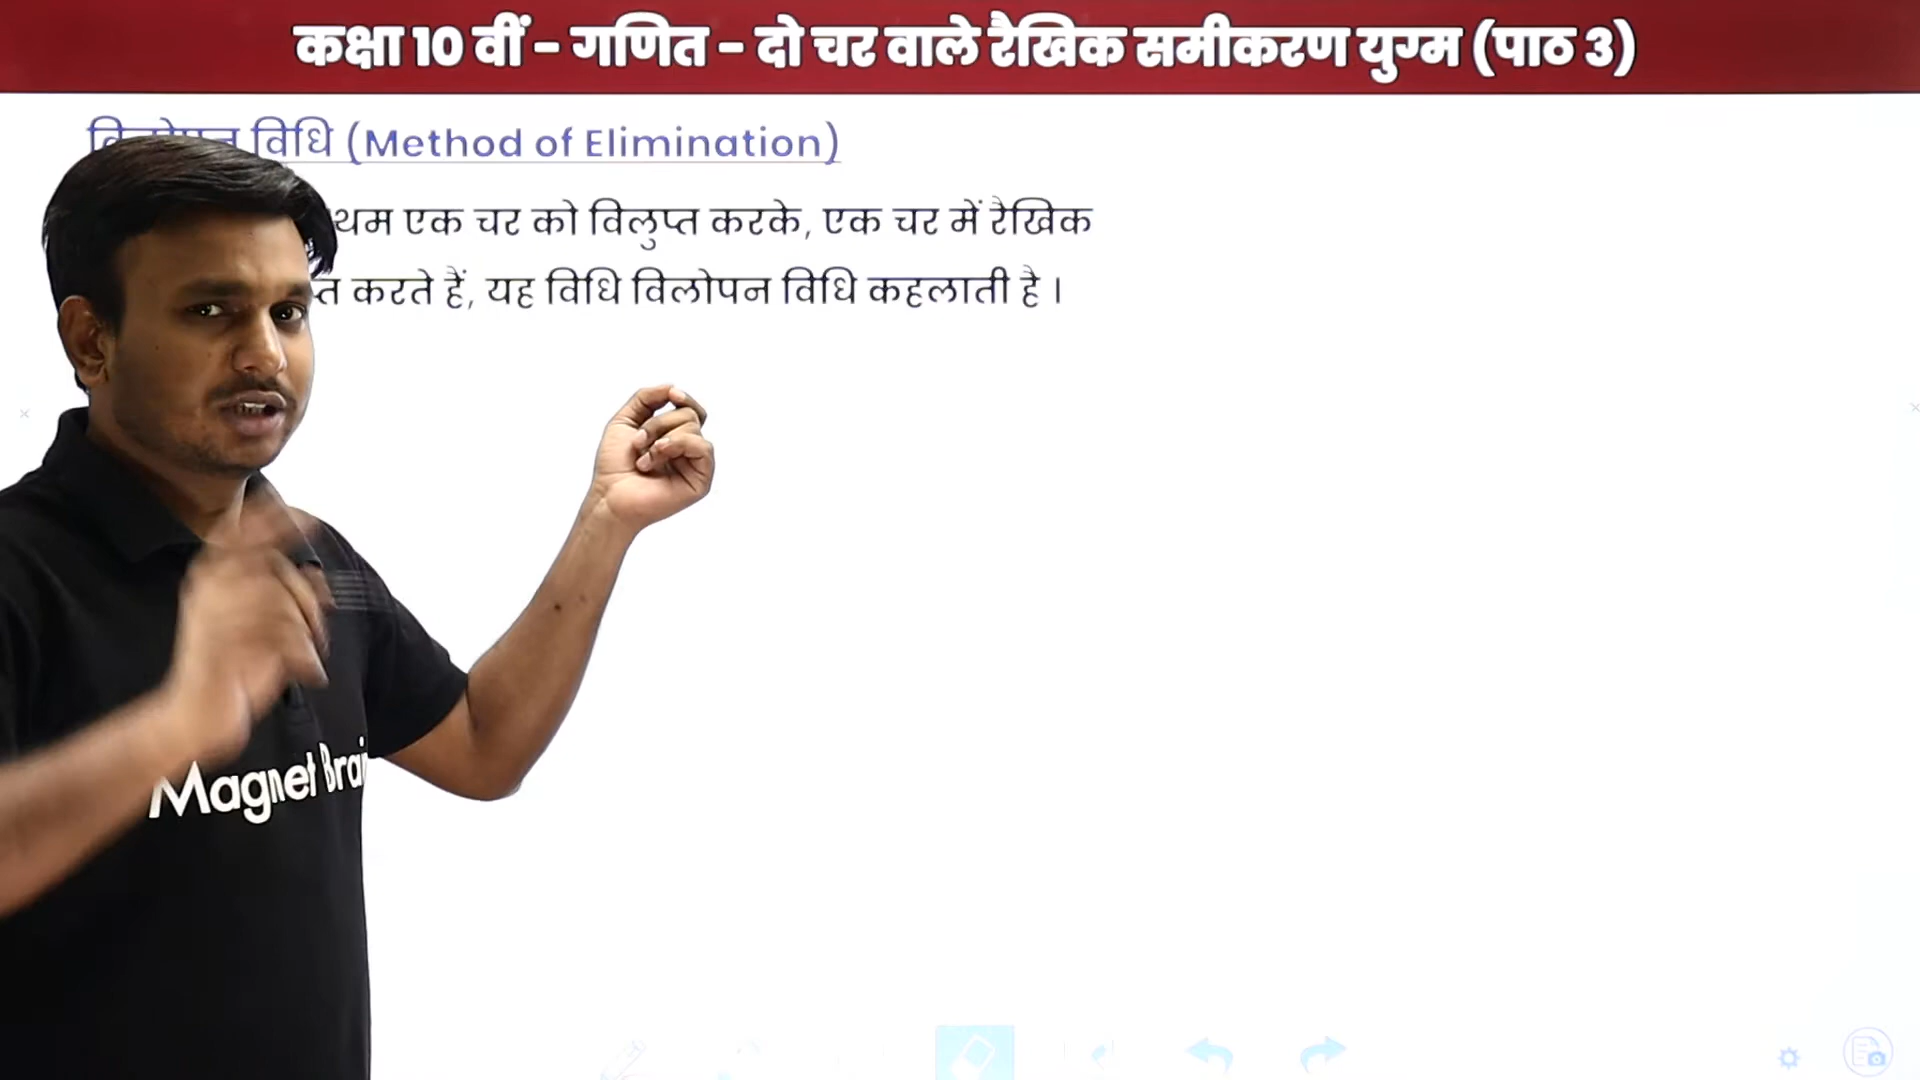 कक्षा 10 वीं - गणित - दो चर वाले रैखिक समीकरण युग्म (पाठ 3)
विधि (Method of Elimination)
एक चर को विलुप्त करके, एक चर में रैखिक
करते हैं, यह विधि विलोपन विधि कहलाती है ।
Magnet